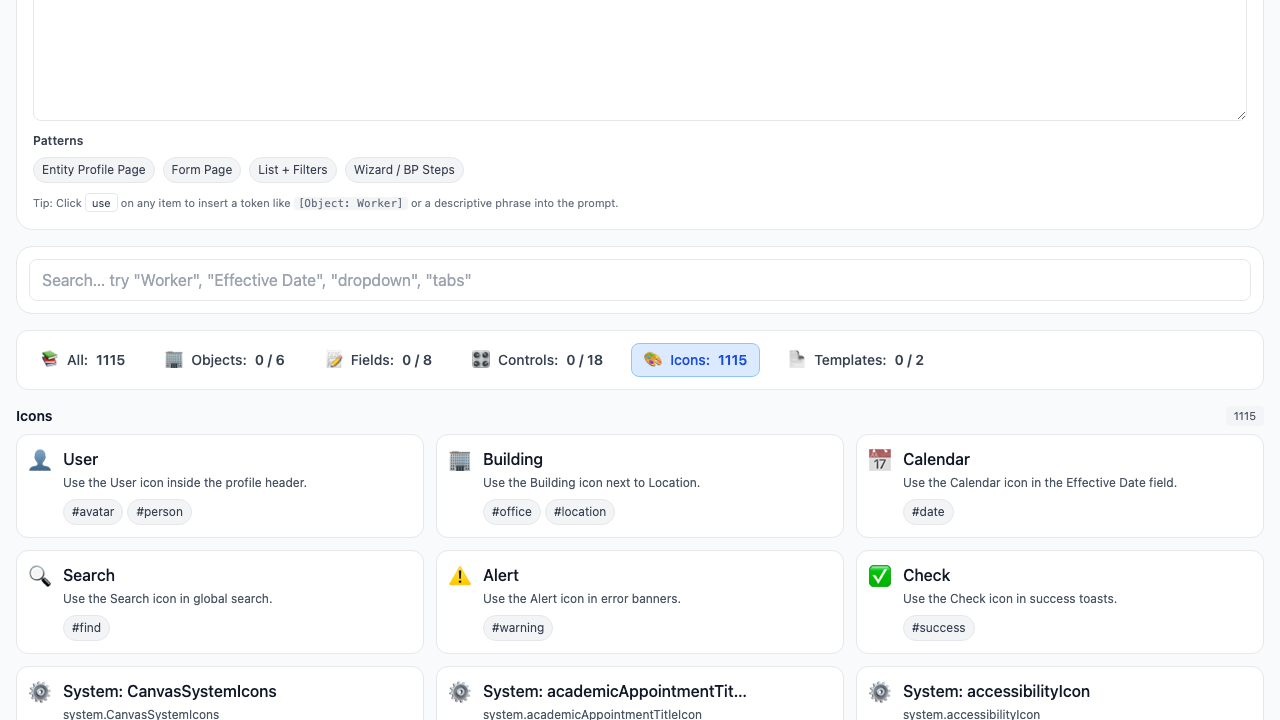 Patterns
Entity Profile Page Form Page List + Filters Wizard / BP Steps
Tip: Click use on any item to insert a token like [Object: Worker] or a descriptive phrase into the prompt.
Search... try "Worker", "Effective Date", "dropdown", "tabs"
All: 1115 Objects: 0 / 6 Fields: 0 / 8 Controls: 0 / 18 Icons: 1115 Templates: 0 / 2
Icons 1115
User
Use the User icon inside the profile header.
#avatar #person
Building
Use the Building icon next to Location.
#office #location
17
Calendar
Use the Calendar icon in the Effective Date field.
#date
Search
Use the Search icon in global search.
#find
Alert
Use the Alert icon in error banners.
#warning
Check
Use the Check icon in success toasts.
#success
System: CanvasSystemIcons
system.CanvasSystemIcons
System: academicAppointmentTit...
system.academicAppointmentTitleIcon
System: accessibilityIcon
system.accessibilityIcon